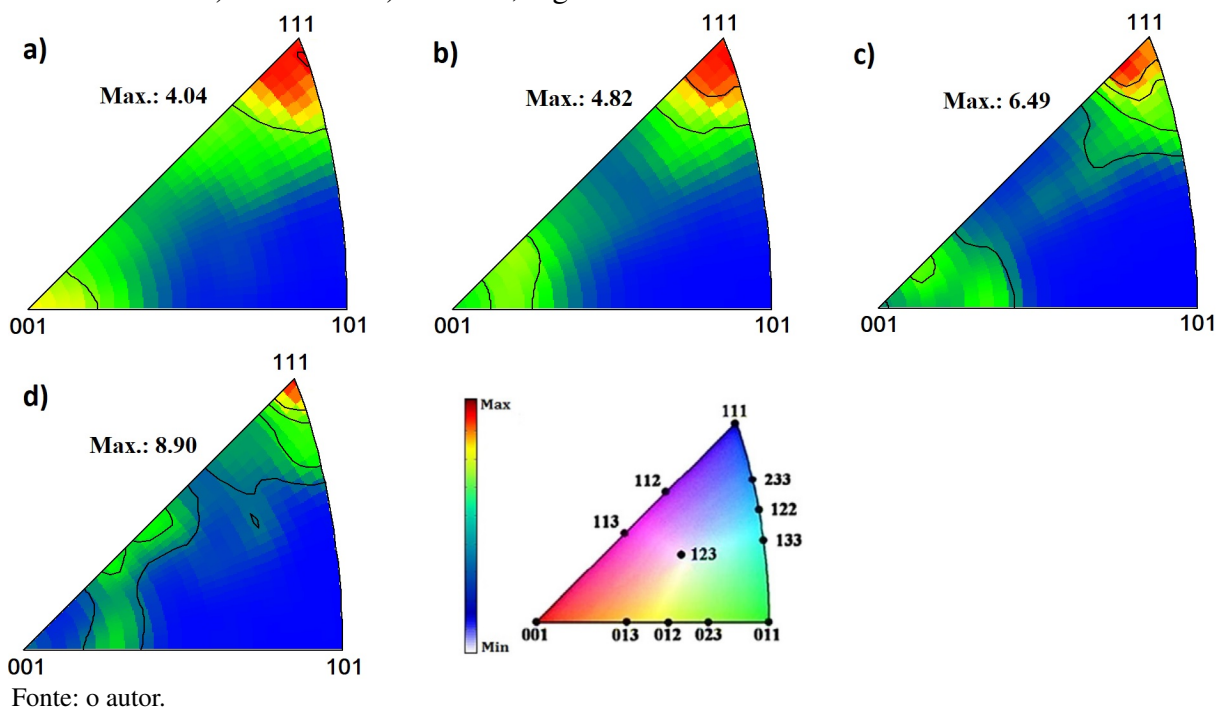 111
a)
Max.: 4.04
001 101
111
b)
Max.: 4.82
001 101
111
c)
Max.: 6.49
001 101
111
d)
Max.: 8.90
001 101
Max
Min
111
233
112
122
113
133
123
001 013 012 023 011
Fonte: o autor.